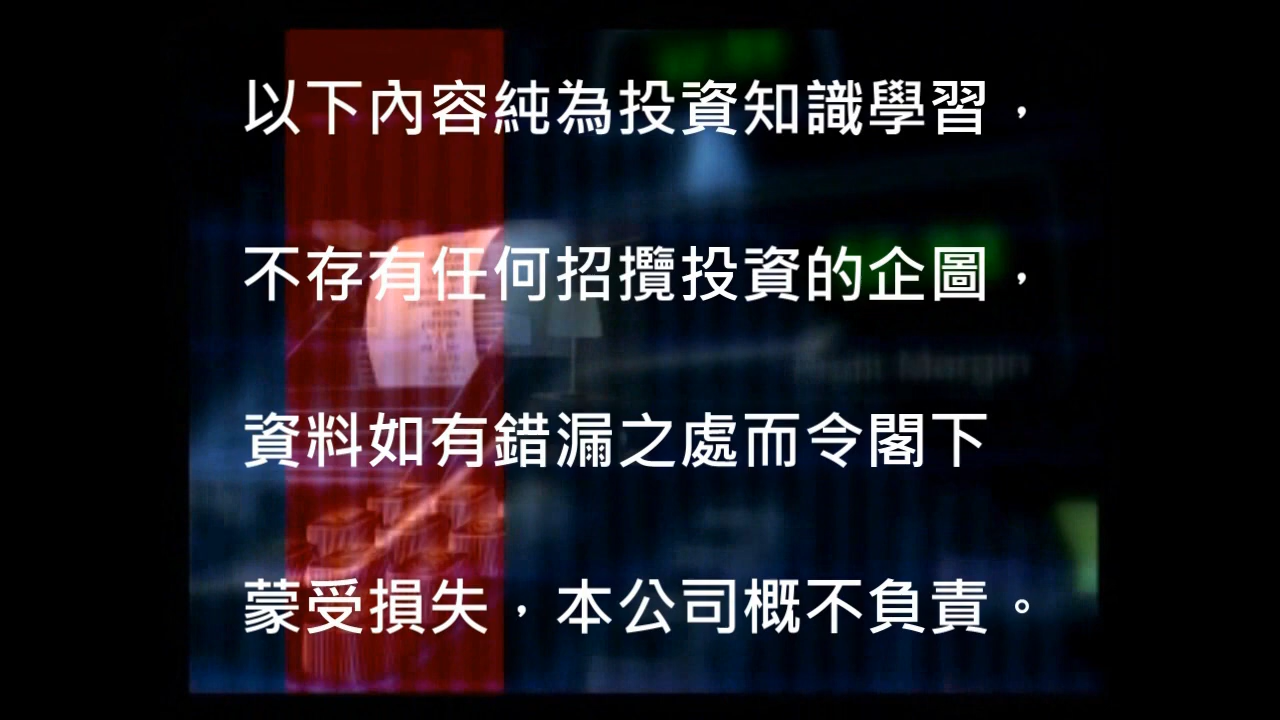 以下內容純為投資知識學習，
不存有任何招攬投資的企圖，
資料如有錯漏之處而令閣下
蒙受損失，本公司概不負責。